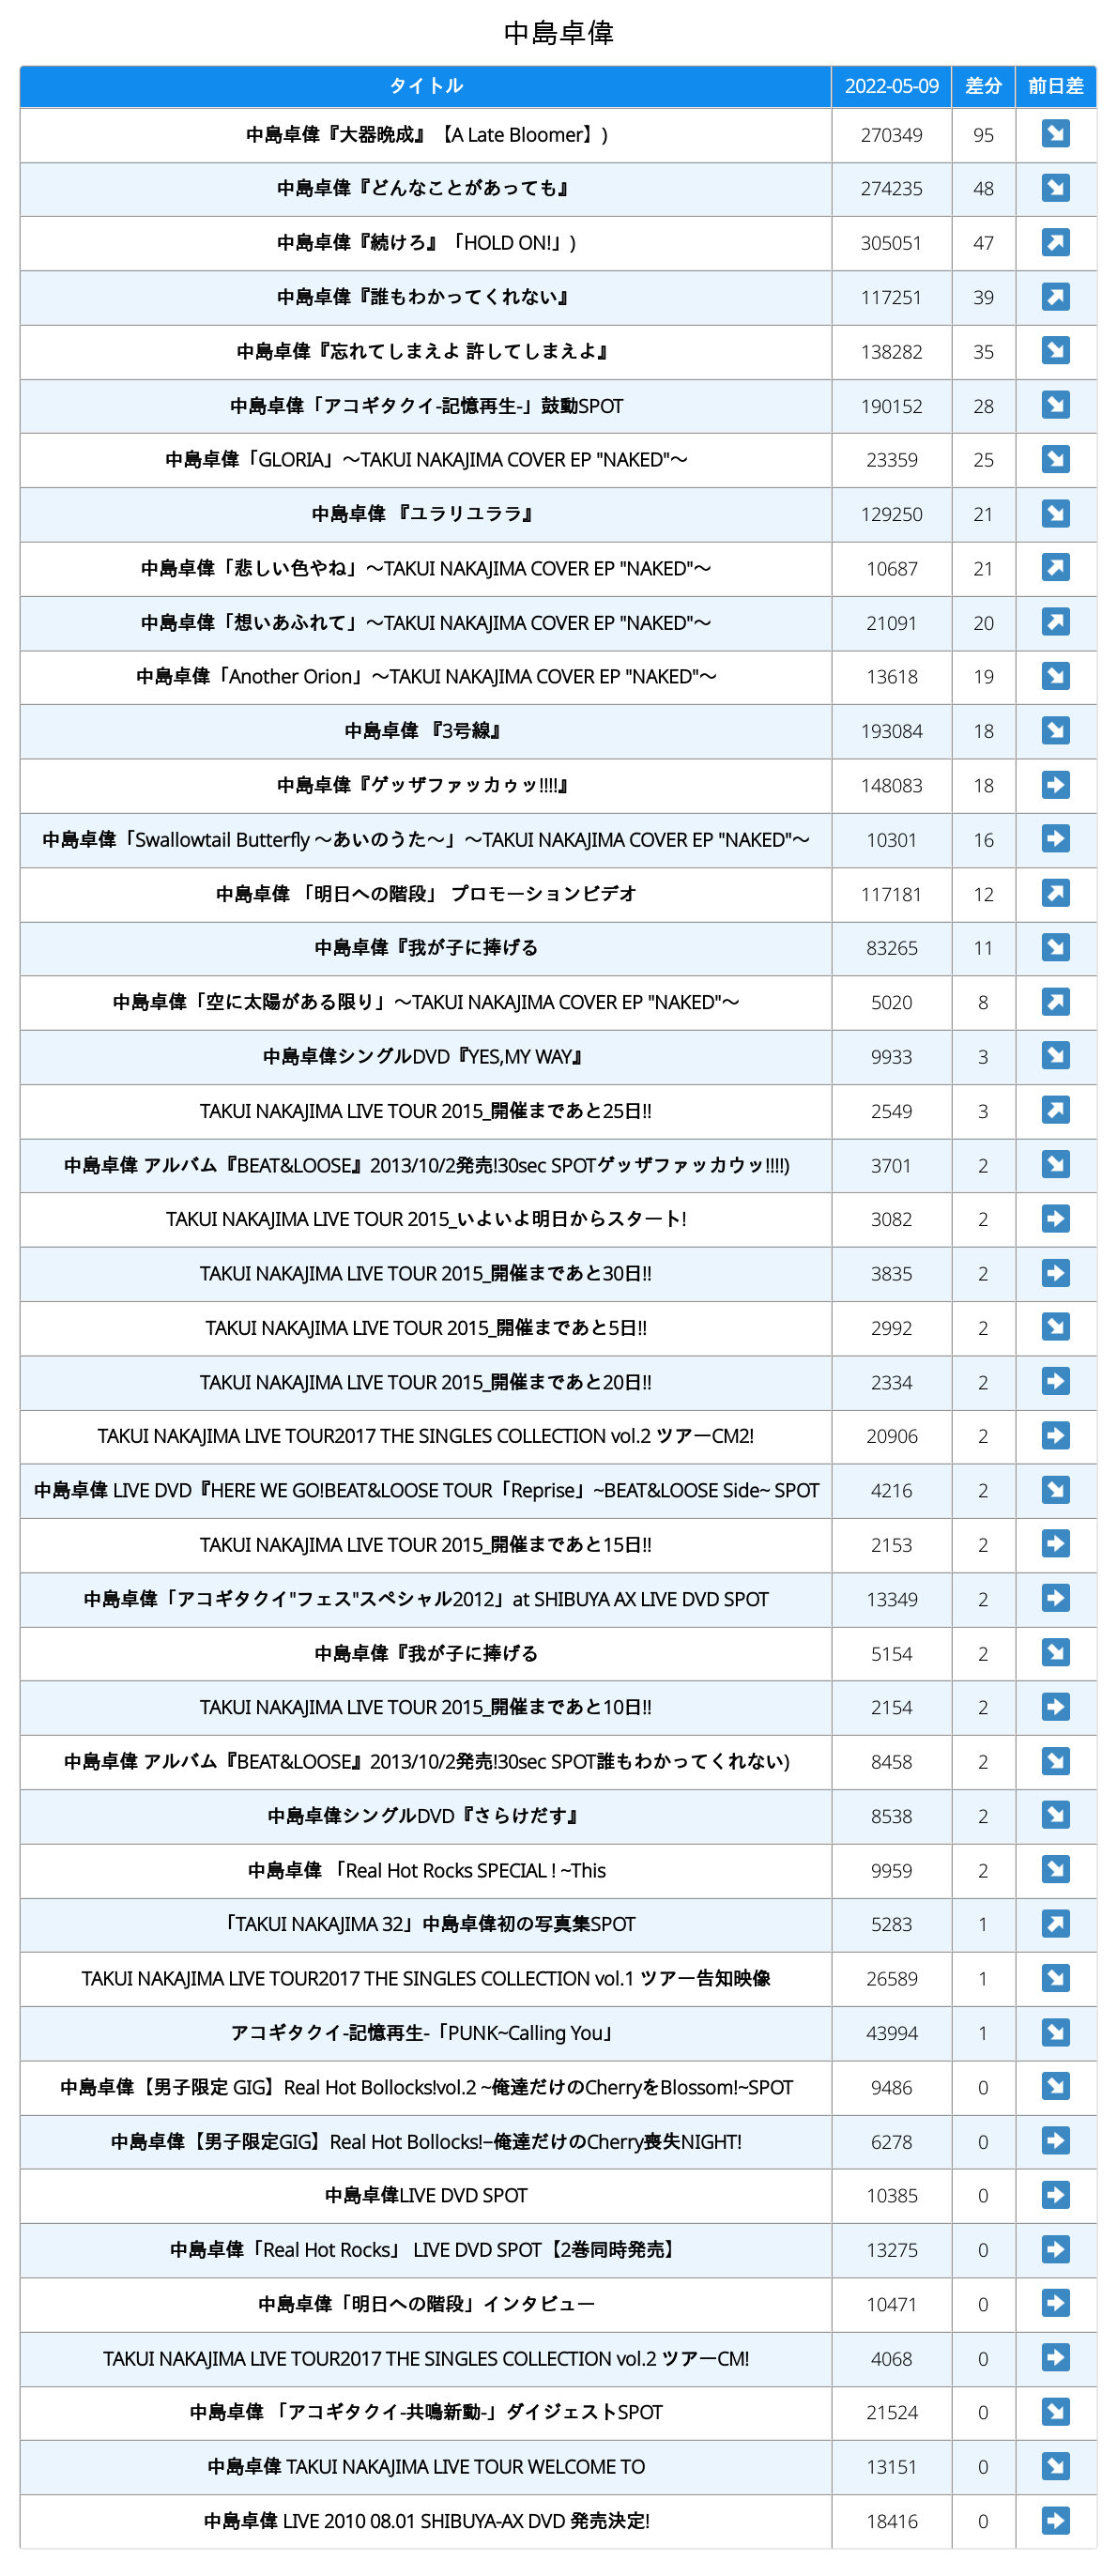 中島卓偉
タイトル 2022-05-09 差分 前日差
中島卓偉『大器晩成』【A Late Bloomer】) 270349 95 ↘
中島卓偉『どんなことがあっても』 274235 48 ↘
中島卓偉『続けろ』「HOLD ON!」) 305051 47 ↗
中島卓偉『誰もわかってくれない』 117251 39 ↗
中島卓偉『忘れてしまえよ 許してしまえよ』 138282 35 ↘
中島卓偉「アコギタクイ-記憶再生-」鼓動SPOT 190152 28 ↘
中島卓偉「GLORIA」〜TAKUI NAKAJIMA COVER EP "NAKED"〜 23359 25 ↘
中島卓偉 『ユラリユララ』 129250 21 ↘
中島卓偉「悲しい色やね」〜TAKUI NAKAJIMA COVER EP "NAKED"〜 10687 21 ↗
中島卓偉「想いあふれて」〜TAKUI NAKAJIMA COVER EP "NAKED"〜 21091 20 ↗
中島卓偉「Another Orion」〜TAKUI NAKAJIMA COVER EP "NAKED"〜 13618 19 ↘
中島卓偉 『3号線』 193084 18 ↘
中島卓偉『ゲッザファッカゥッ!!!!』 148083 18 ➡
中島卓偉「Swallowtail Butterfly 〜あいのうた〜」〜TAKUI NAKAJIMA COVER EP "NAKED"〜 10301 16 ➡
中島卓偉 「明日への階段」 プロモーションビデオ 117181 12 ↗
中島卓偉『我が子に捧げる 83265 11 ↘
中島卓偉「空に太陽がある限り」〜TAKUI NAKAJIMA COVER EP "NAKED"〜 5020 8 ↗
中島卓偉シングルDVD『YES,MY WAY』 9933 3 ↘
TAKUI NAKAJIMA LIVE TOUR 2015_開催まであと25日!! 2549 3 ↗
中島卓偉 アルバム『BEAT&LOOSE』2013/10/2発売!30sec SPOTゲッザファッカウッ!!!!) 3701 2 ↘
TAKUI NAKAJIMA LIVE TOUR 2015_いよいよ明日からスタート! 3082 2 ➡
TAKUI NAKAJIMA LIVE TOUR 2015_開催まであと30日!! 3835 2 ➡
TAKUI NAKAJIMA LIVE TOUR 2015_開催まであと5日!! 2992 2 ↘
TAKUI NAKAJIMA LIVE TOUR 2015_開催まであと20日!! 2334 2 ➡
TAKUI NAKAJIMA LIVE TOUR2017 THE SINGLES COLLECTION vol.2 ツアーCM2! 20906 2 ➡
中島卓偉 LIVE DVD『HERE WE GO!BEAT&LOOSE TOUR「Reprise」~BEAT&LOOSE Side~ SPOT 4216 2 ↘
TAKUI NAKAJIMA LIVE TOUR 2015_開催まであと15日!! 2153 2 ➡
中島卓偉「アコギタクイ"フェス"スペシャル2012」at SHIBUYA AX LIVE DVD SPOT 13349 2 ➡
中島卓偉『我が子に捧げる 5154 2 ↘
TAKUI NAKAJIMA LIVE TOUR 2015_開催まであと10日!! 2154 2 ➡
中島卓偉 アルバム『BEAT&LOOSE』2013/10/2発売!30sec SPOT誰もわかってくれない) 8458 2 ↘
中島卓偉シングルDVD『さらけだす』 8538 2 ↘
中島卓偉 「Real Hot Rocks SPECIAL ! ~This 9959 2 ↘
「TAKUI NAKAJIMA 32」中島卓偉初の写真集SPOT 5283 1 ↗
TAKUI NAKAJIMA LIVE TOUR2017 THE SINGLES COLLECTION vol.1 ツアー告知映像 26589 1 ↘
アコギタクイ-記憶再生-「PUNK~Calling You」 43994 1 ↘
中島卓偉【男子限定 GIG】Real Hot Bollocks!vol.2 ~俺達だけのCherryをBlossom!~SPOT 9486 0 ↘
中島卓偉【男子限定GIG】Real Hot Bollocks!−俺達だけのCherry喪失NIGHT! 6278 0 ➡
中島卓偉LIVE DVD SPOT 10385 0 ➡
中島卓偉「Real Hot Rocks」 LIVE DVD SPOT【2巻同時発売】 13275 0 ➡
中島卓偉「明日への階段」インタビュー 10471 0 ➡
TAKUI NAKAJIMA LIVE TOUR2017 THE SINGLES COLLECTION vol.2 ツアーCM! 4068 0 ➡
中島卓偉 「アコギタクイ-共鳴新動-」ダイジェストSPOT 21524 0 ↘
中島卓偉 TAKUI NAKAJIMA LIVE TOUR WELCOME TO 13151 0 ↘
中島卓偉 LIVE 2010 08.01 SHIBUYA-AX DVD 発売決定! 18416 0 ➡